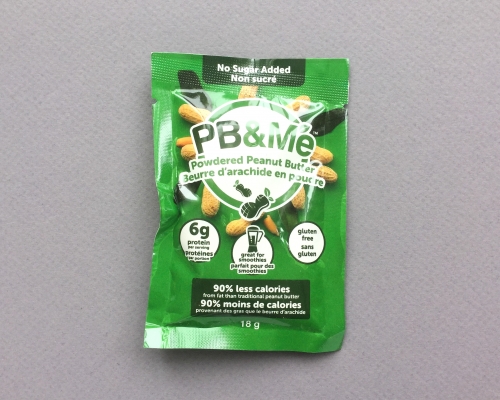 No Sugar Added
Non sucré
PB&Me™
Powdered Peanut Butter
Beurre d'arachide en poudre
6g
protein
per serving
Protéines
par portion
great for
smoothies
parfait pour des
smoothies
gluten
free
sans
gluten
90% less calories
from fat than traditional peanut butter
90% moins de calories
provenant des gras que le beurre d'arachide
18 g